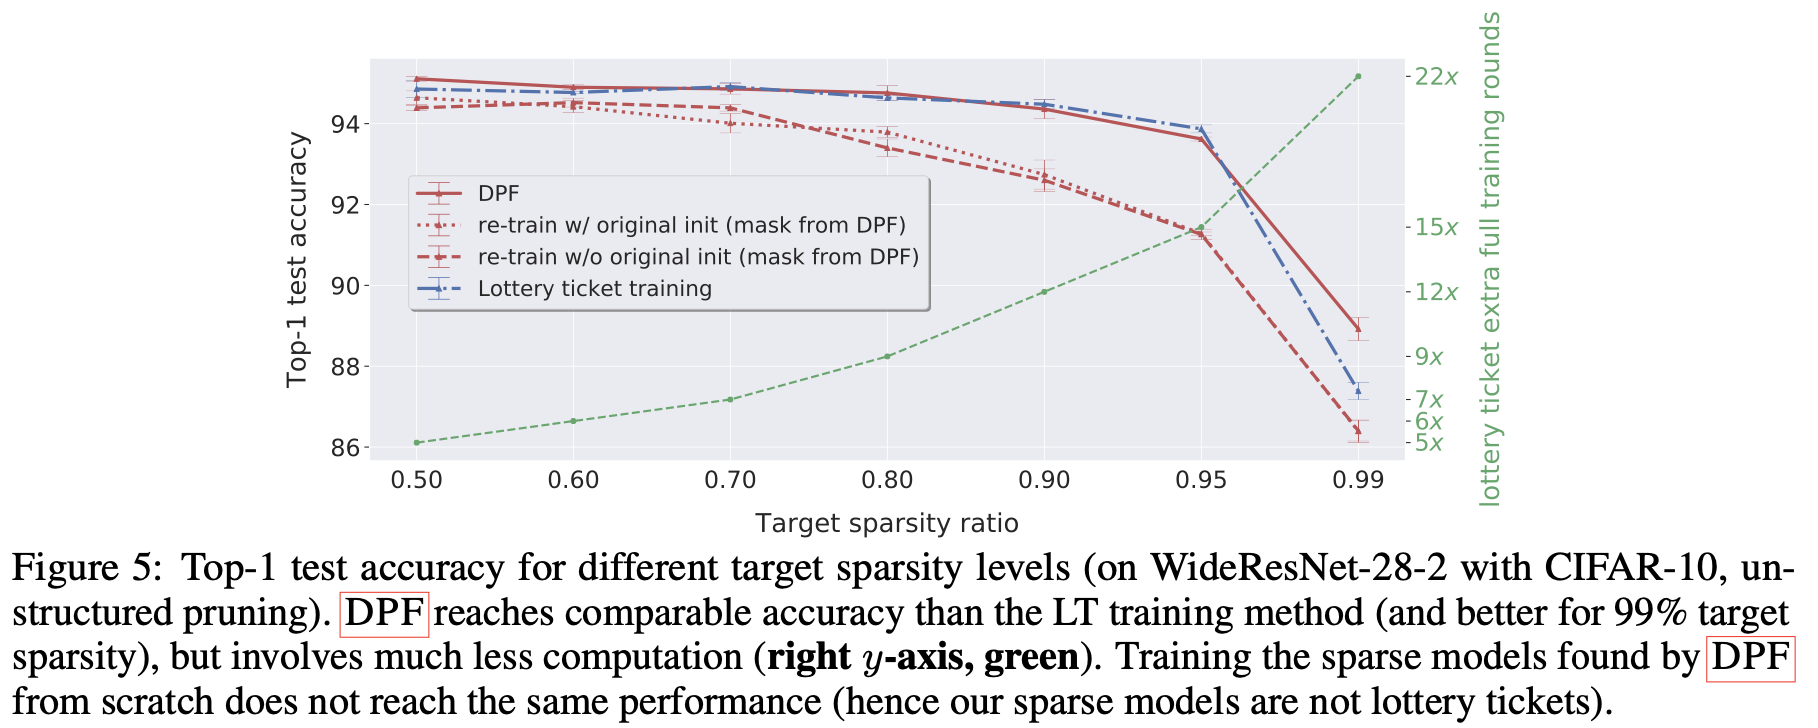 Top-1 test accuracy
94
92
90
88
86
DPF
re-train w/ original init (mask from DPF)
re-train w/o original init (mask from DPF)
Lottery ticket training
22x
15x
12x
9x
7x
6x
5x
lottery ticket extra full training rounds
0.50 0.60 0.70 0.80 0.90 0.95 0.99
Target sparsity ratio
Figure 5: Top-1 test accuracy for different target sparsity levels (on WideResNet-28-2 with CIFAR-10, un-
structured pruning). DPF reaches comparable accuracy than the LT training method (and better for 99% target
sparsity), but involves much less computation (right y-axis, green). Training the sparse models found by DPF
from scratch does not reach the same performance (hence our sparse models are not lottery tickets).